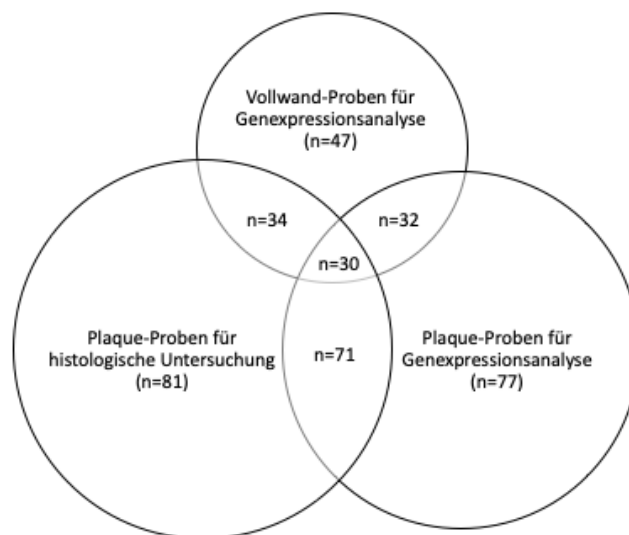 Vollwand-Proben für
Genexpressionsanalyse
(n=47)
n=34
n=32
n=30
Plaque-Proben für
histologische Untersuchung
(n=81)
n=71
Plaque-Proben für
Genexpressionsanalyse
(n=77)